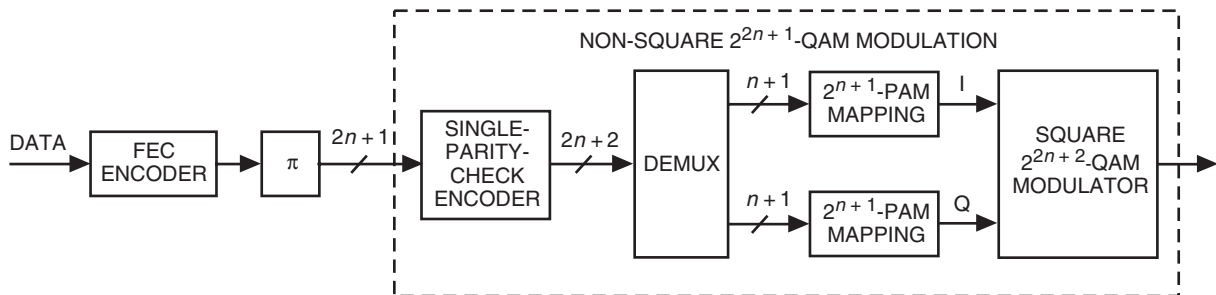 NON-SQUARE 2^{2n + 1}-QAM MODULATION
DATA
FEC
ENCODER
π
2n + 1
SINGLE-
PARITY-
CHECK
ENCODER
2n + 2
DEMUX
n + 1
2^{n + 1}-PAM
MAPPING
I
n + 1
2^{n + 1}-PAM
MAPPING
Q
SQUARE
2^{2n + 2}-QAM
MODULATOR